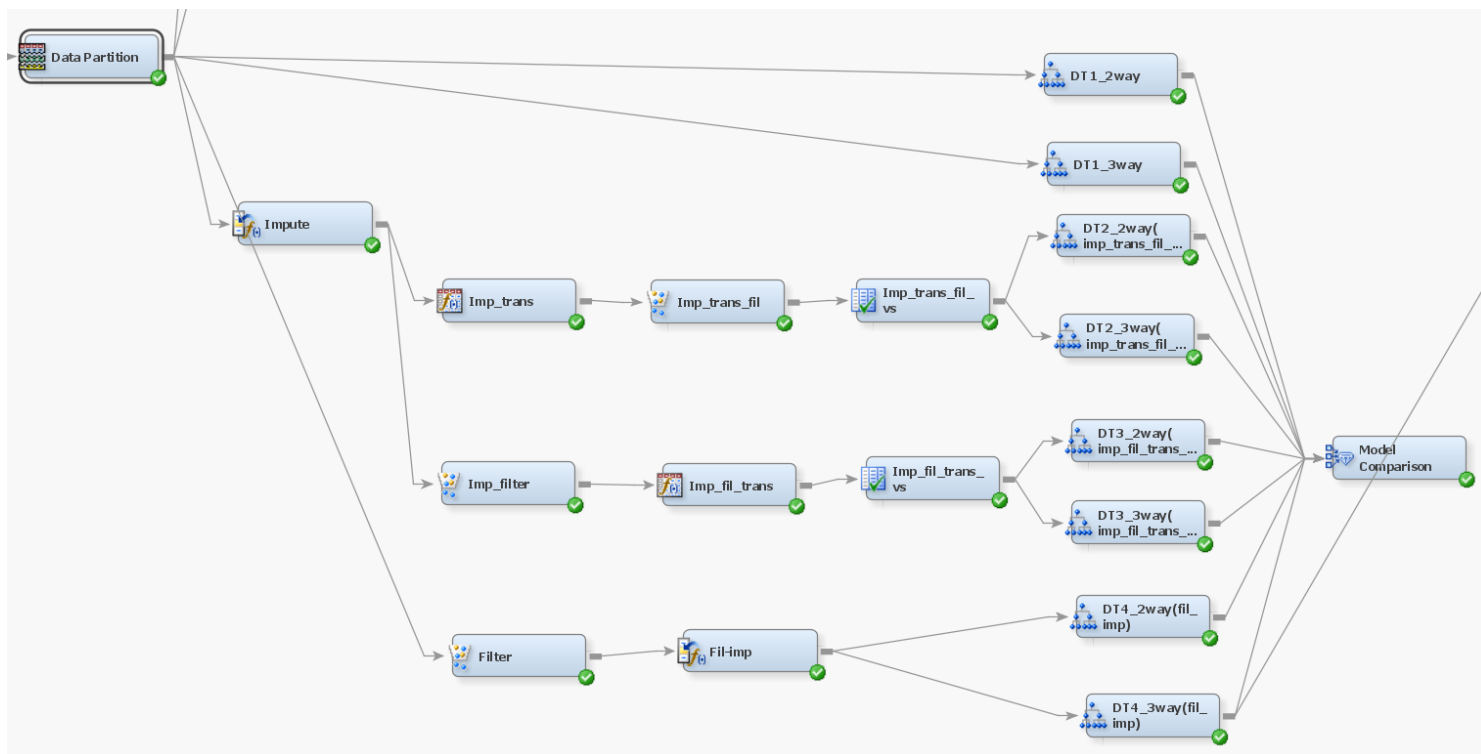 Data Partition
DT1_2way
DT1_3way
Impute
DT2_2way(
imp_trans_fil_...
Imp_trans
Imp_trans_fil
Imp_trans_fil_
vs
DT2_3way(
imp_trans_fil_...
DT3_2way(
imp_fil_trans_...
Model
Comparison
Imp_filter
Imp_fil_trans
Imp_fil_trans_
vs
DT3_3way(
imp_fil_trans_...
DT4_2way(fil_
imp)
Filter
Fil-imp
DT4_3way(fil_
imp)